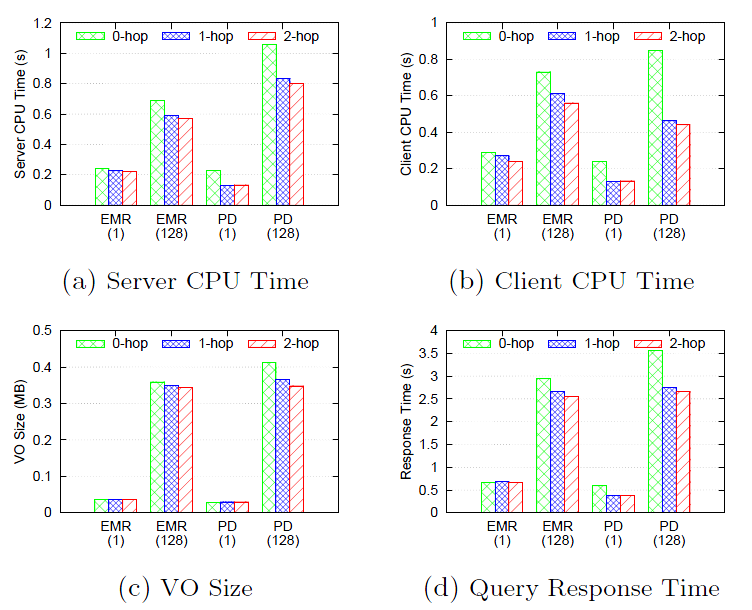 1.2
1
0.8
0.6
0.4
0.2
0
Server CPU Time (s)
0-hop 1-hop 2-hop
EMR EMR PD PD
(1) (128) (1) (128)
(a) Server CPU Time
1
0.8
0.6
0.4
0.2
0
Client CPU Time (s)
0-hop 1-hop 2-hop
EMR EMR PD PD
(1) (128) (1) (128)
(b) Client CPU Time
0.5
0.4
0.3
0.2
0.1
0
VO Size (MB)
0-hop 1-hop 2-hop
EMR EMR PD PD
(1) (128) (1) (128)
(c) VO Size
4
3.5
3
2.5
2
1.5
1
0.5
0
Response Time (s)
0-hop 1-hop 2-hop
EMR EMR PD PD
(1) (128) (1) (128)
(d) Query Response Time